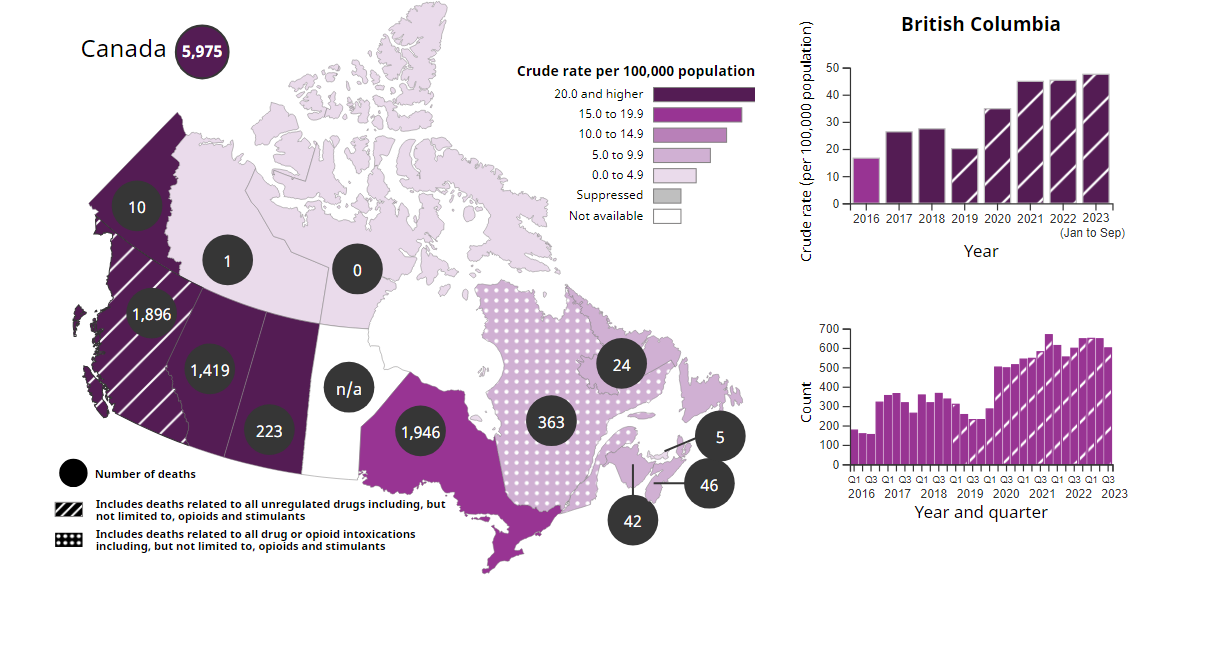 Canada 5,975
Crude rate per 100,000 population
20.0 and higher
15.0 to 19.9
10.0 to 14.9
5.0 to 9.9
0.0 to 4.9
Suppressed
Not available
10
1
0
1,896
1,419
223
n/a
1,946
363
24
5
46
42
Number of deaths
Includes deaths related to all unregulated drugs including, but
not limited to, opioids and stimulants
Includes deaths related to all drug or opioid intoxications
including, but not limited to, opioids and stimulants
British Columbia
Crude rate (per 100,000 population)
50
40
30
20
10
0
2016 2017 2018 2019 2020 2021 2022 2023
(Jan to Sep)
Year
Count
700
600
500
400
300
200
100
0
Q1 Q3 Q1 Q3 Q1 Q3 Q1 Q3 Q1 Q3 Q1 Q3 Q1 Q3 Q1 Q3
2016 2017 2018 2019 2020 2021 2022 2023
Year and quarter